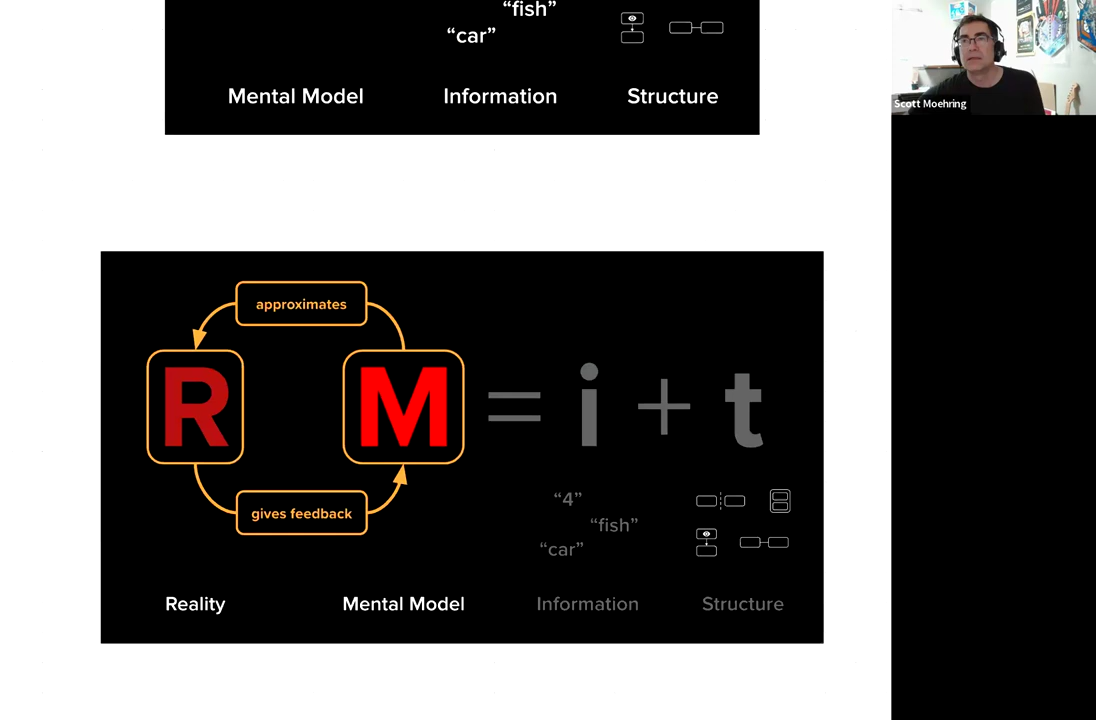 “fish”
“car”
Mental Model Information Structure
Scott Moehring
approximates
R M = i + t
“4”
gives feedback
“fish”
“car”
Reality Mental Model Information Structure